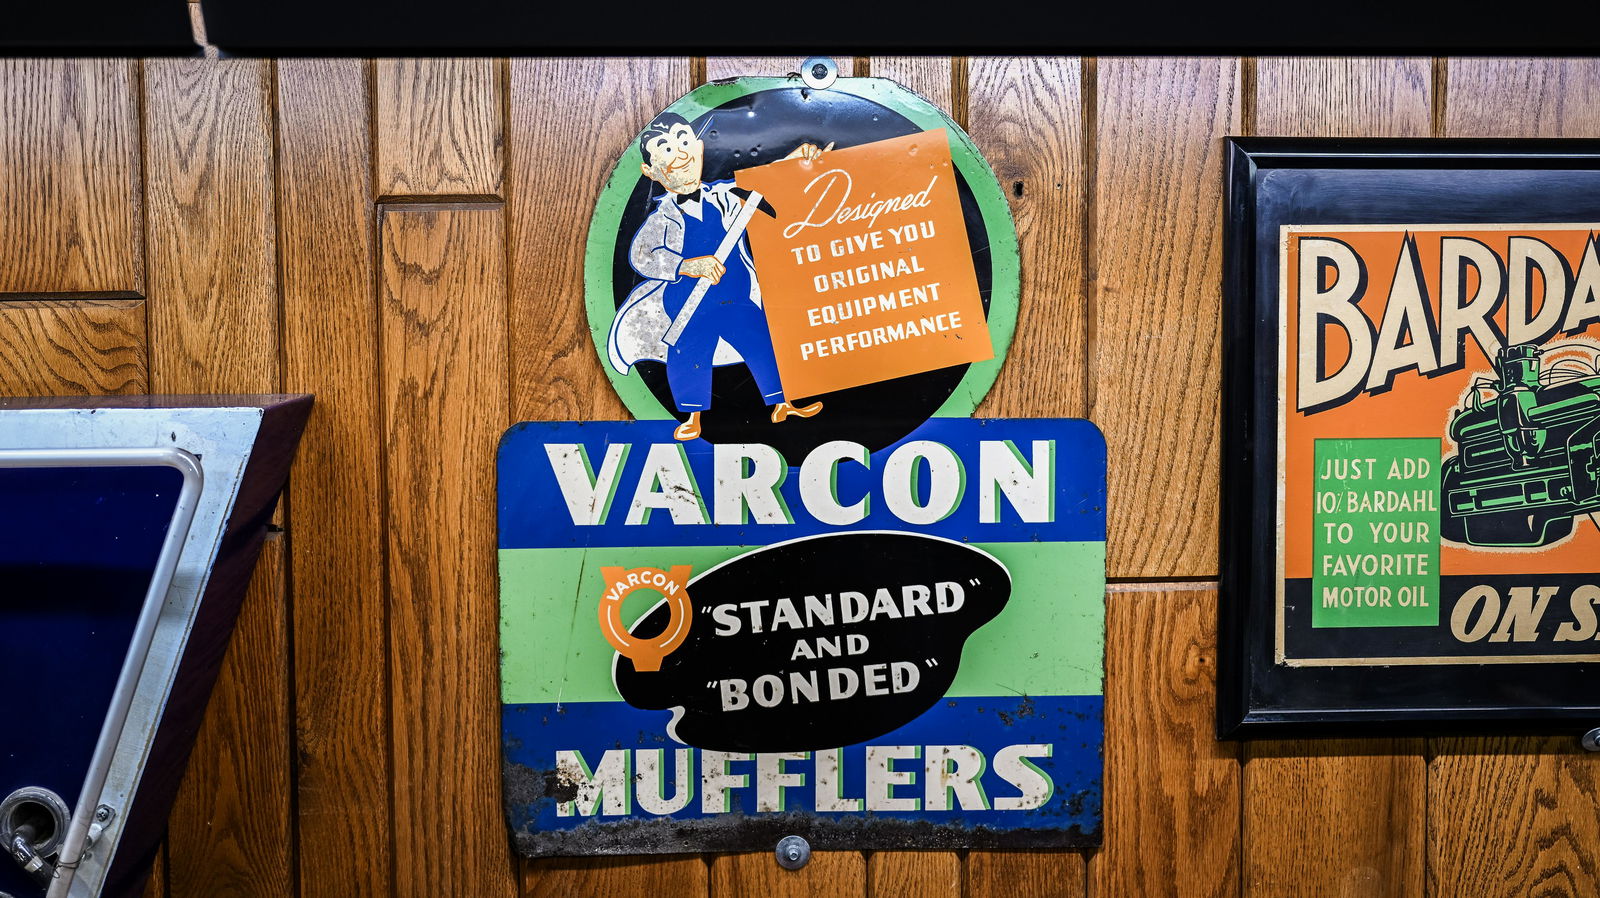 Designed
TO GIVE YOU
ORIGINAL
EQUIPMENT
PERFORMANCE
VARCON
VARCON
"STANDARD"
AND
"BONDED"
MUFFLERS
JUST ADD
10% BARDAHL
TO YOUR
FAVORITE
MOTOR OIL
ON